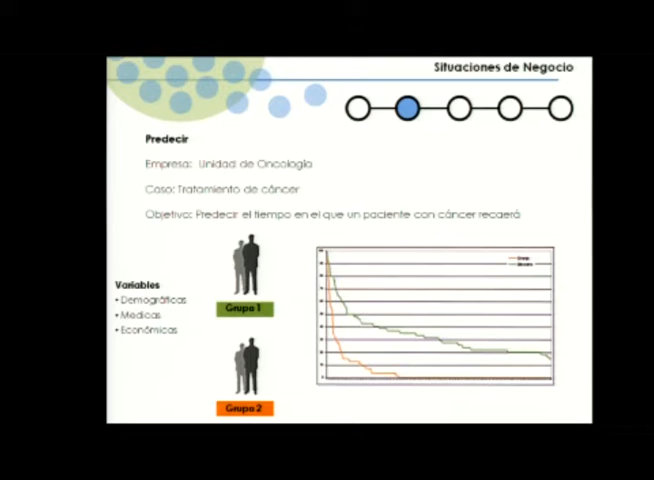 Situaciones de Negocio
Predecir
Empresa: Unidad de Oncología
Caso: Tratamiento de cáncer
Objetivo: Predecir el tiempo en el que un paciente con cáncer recaerá
Variables
• Demográficas
• Medicas
• Económicas
Grupo 1
Grupo 2